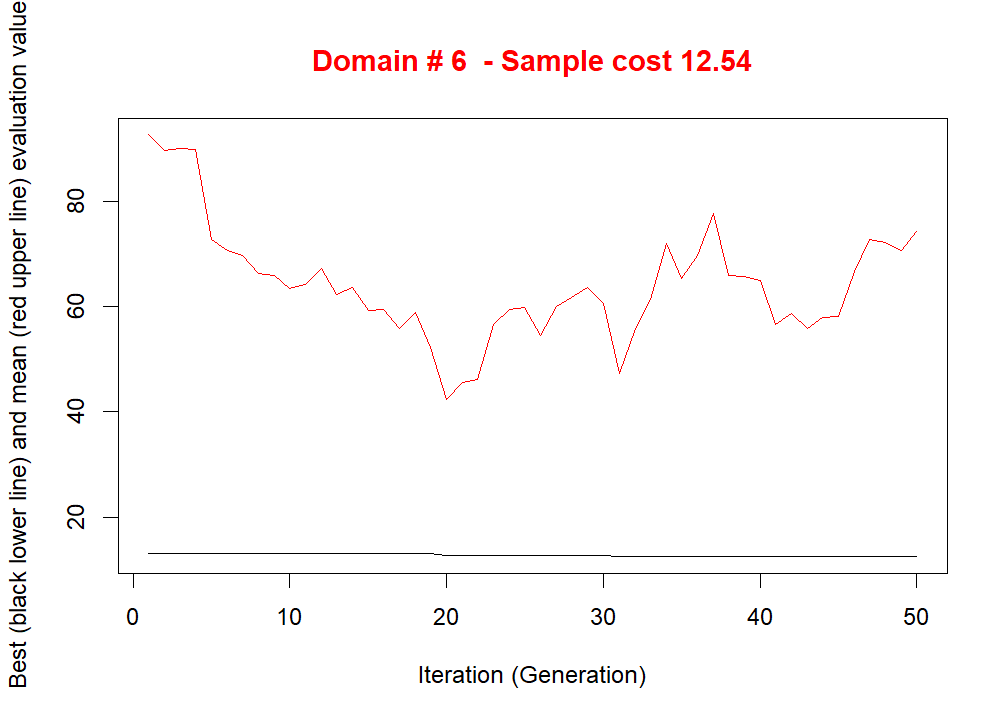 Domain # 6  - Sample cost 12.54
Best (black lower line) and mean (red upper line) evaluation value
80
60
40
20
0 10 20 30 40 50
Iteration (Generation)